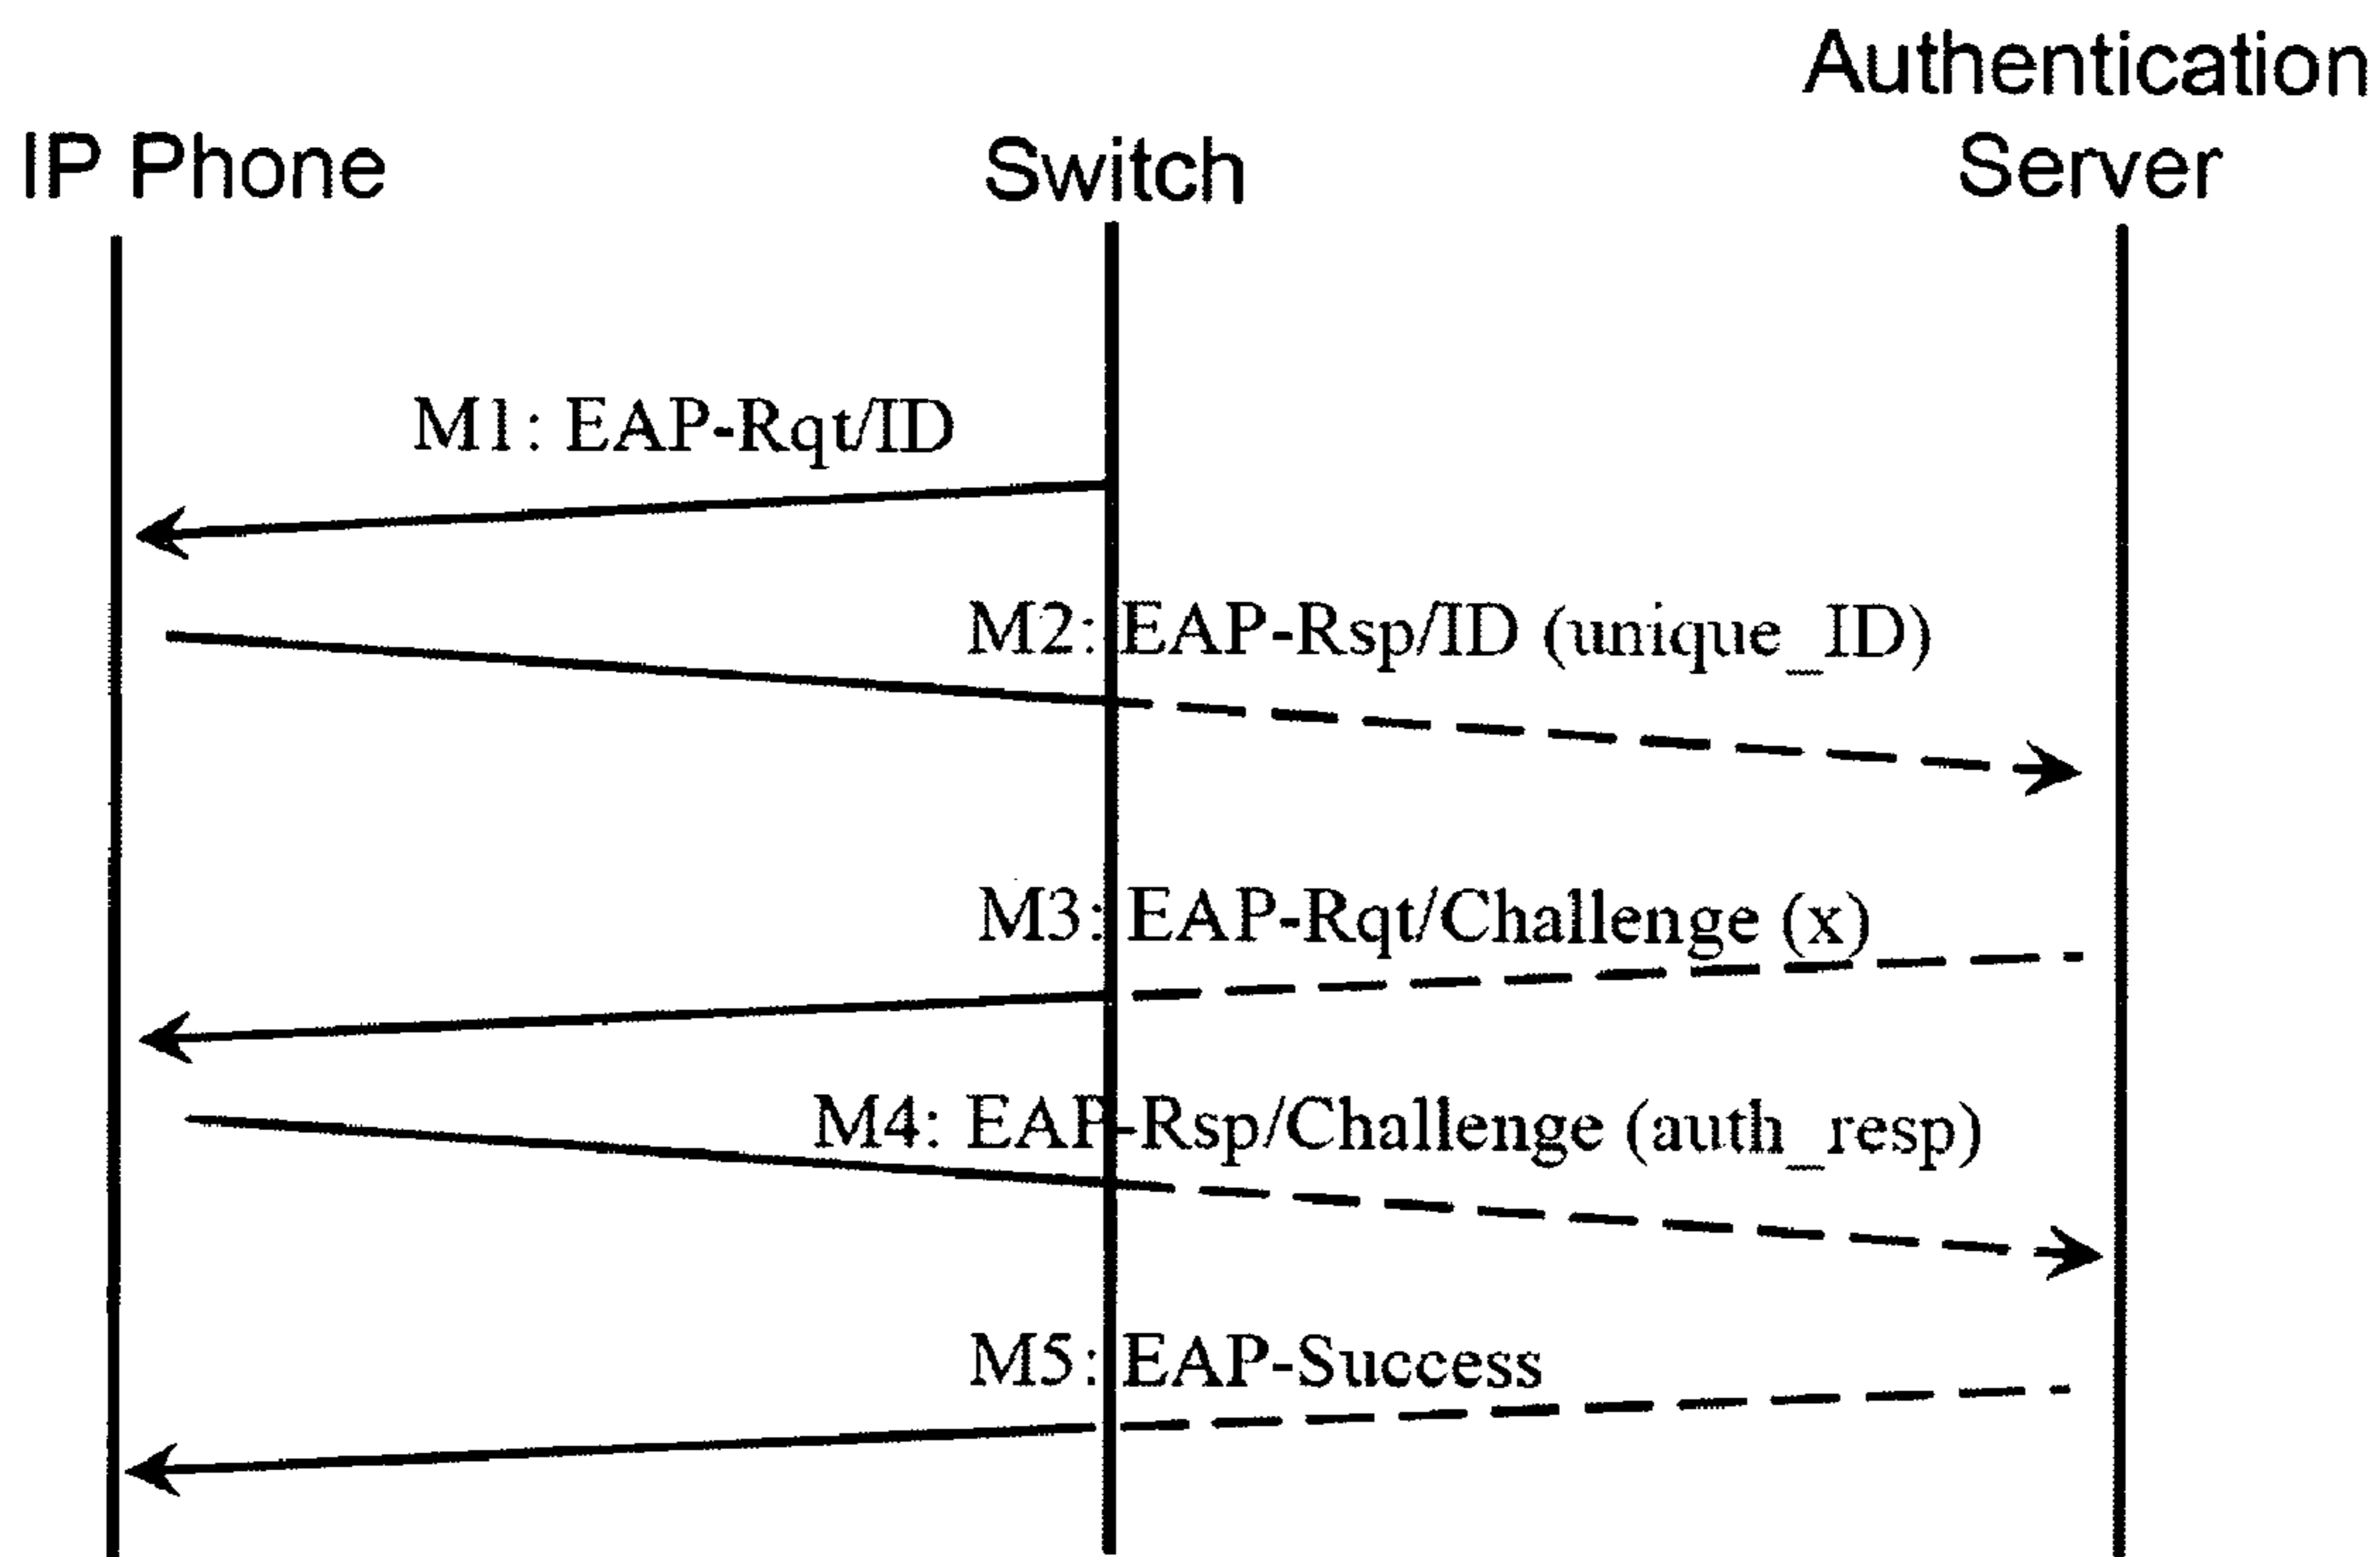 Authentication
IP Phone Switch Server
M1: EAP-Rqt/ID
M2: EAP-Rsp/ID (unique_ID)
M3: EAP-Rqt/Challenge (x)
M4: EAP-Rsp/Challenge (auth_resp)
M5: EAP-Success